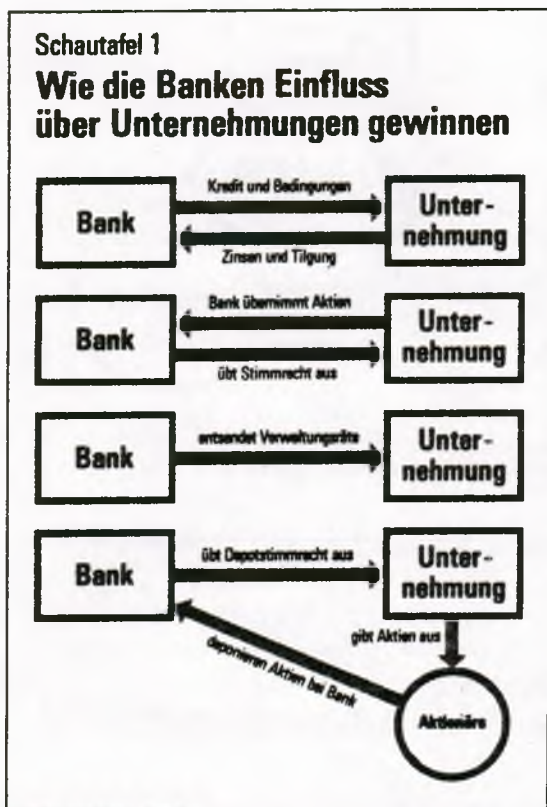 Schautafel 1
Wie die Banken Einfluss
über Unternehmungen gewinnen
Kredit und Bedingungen
Bank
Unter-
nehmung
Zinsen und Tilgung
Bank übernimmt Aktien
Bank
Unter-
nehmung
übt Stimmrecht aus
entsendet Verwaltungsräte
Bank
Unter-
nehmung
übt Depotstimmrecht aus
Bank
Unter-
nehmung
gibt Aktien aus
deponieren Aktien bei Bank
Aktionäre